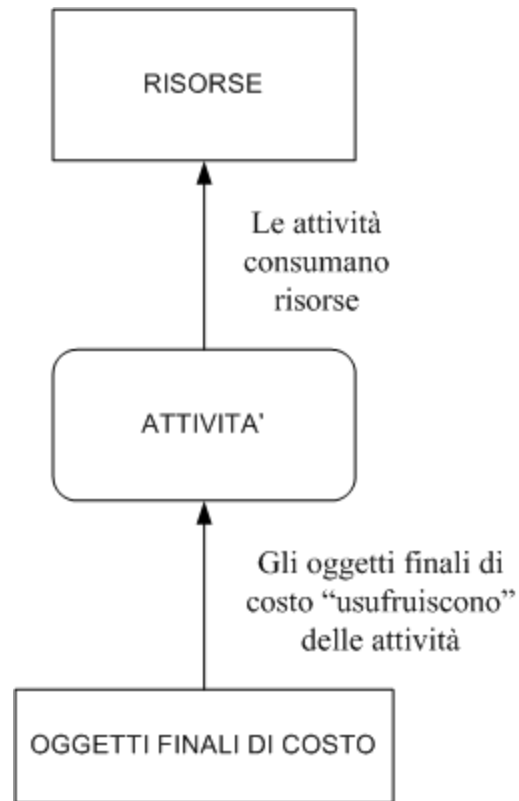 RISORSE
Le attività
consumano
risorse
ATTIVITA'
Gli oggetti finali di
costo “usufruiscono”
delle attività
OGGETTI FINALI DI COSTO